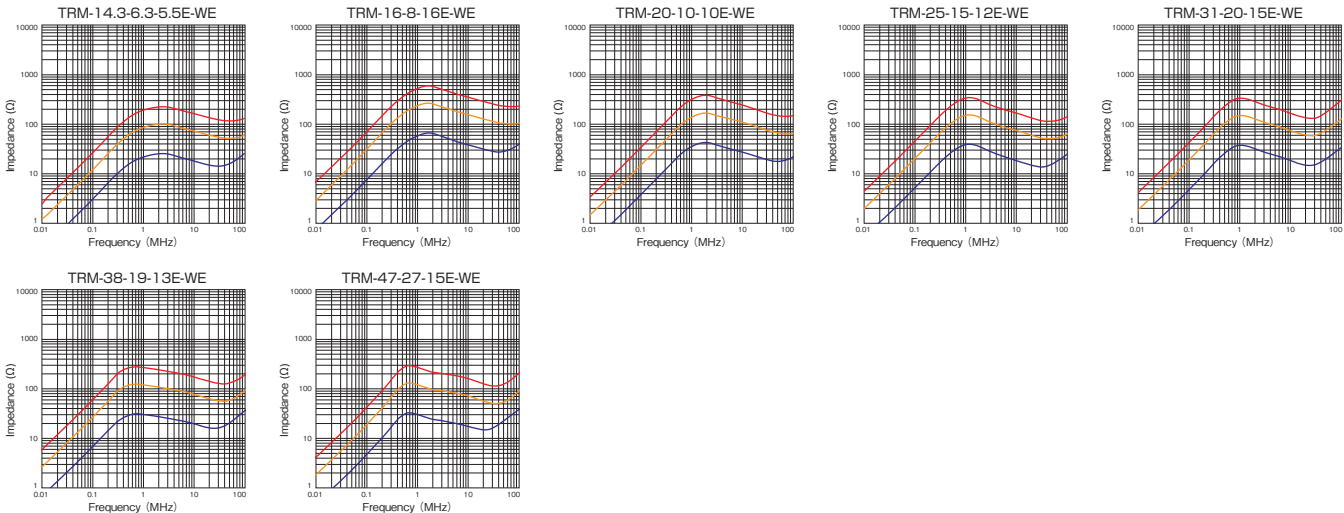 TRM-14.3-6.3-5.5E-WE
Impedance (Ω)
10000
1000
100
10
1
0.01 0.1 1 10 100
Frequency (MHz)
TRM-16-8-16E-WE
Impedance (Ω)
10000
1000
100
10
1
0.01 0.1 1 10 100
Frequency (MHz)
TRM-20-10-10E-WE
Impedance (Ω)
10000
1000
100
10
1
0.01 0.1 1 10 100
Frequency (MHz)
TRM-25-15-12E-WE
Impedance (Ω)
10000
1000
100
10
1
0.01 0.1 1 10 100
Frequency (MHz)
TRM-31-20-15E-WE
Impedance (Ω)
10000
1000
100
10
1
0.01 0.1 1 10 100
Frequency (MHz)
TRM-38-19-13E-WE
Impedance (Ω)
10000
1000
100
10
1
0.01 0.1 1 10 100
Frequency (MHz)
TRM-47-27-15E-WE
Impedance (Ω)
10000
1000
100
10
1
0.01 0.1 1 10 100
Frequency (MHz)